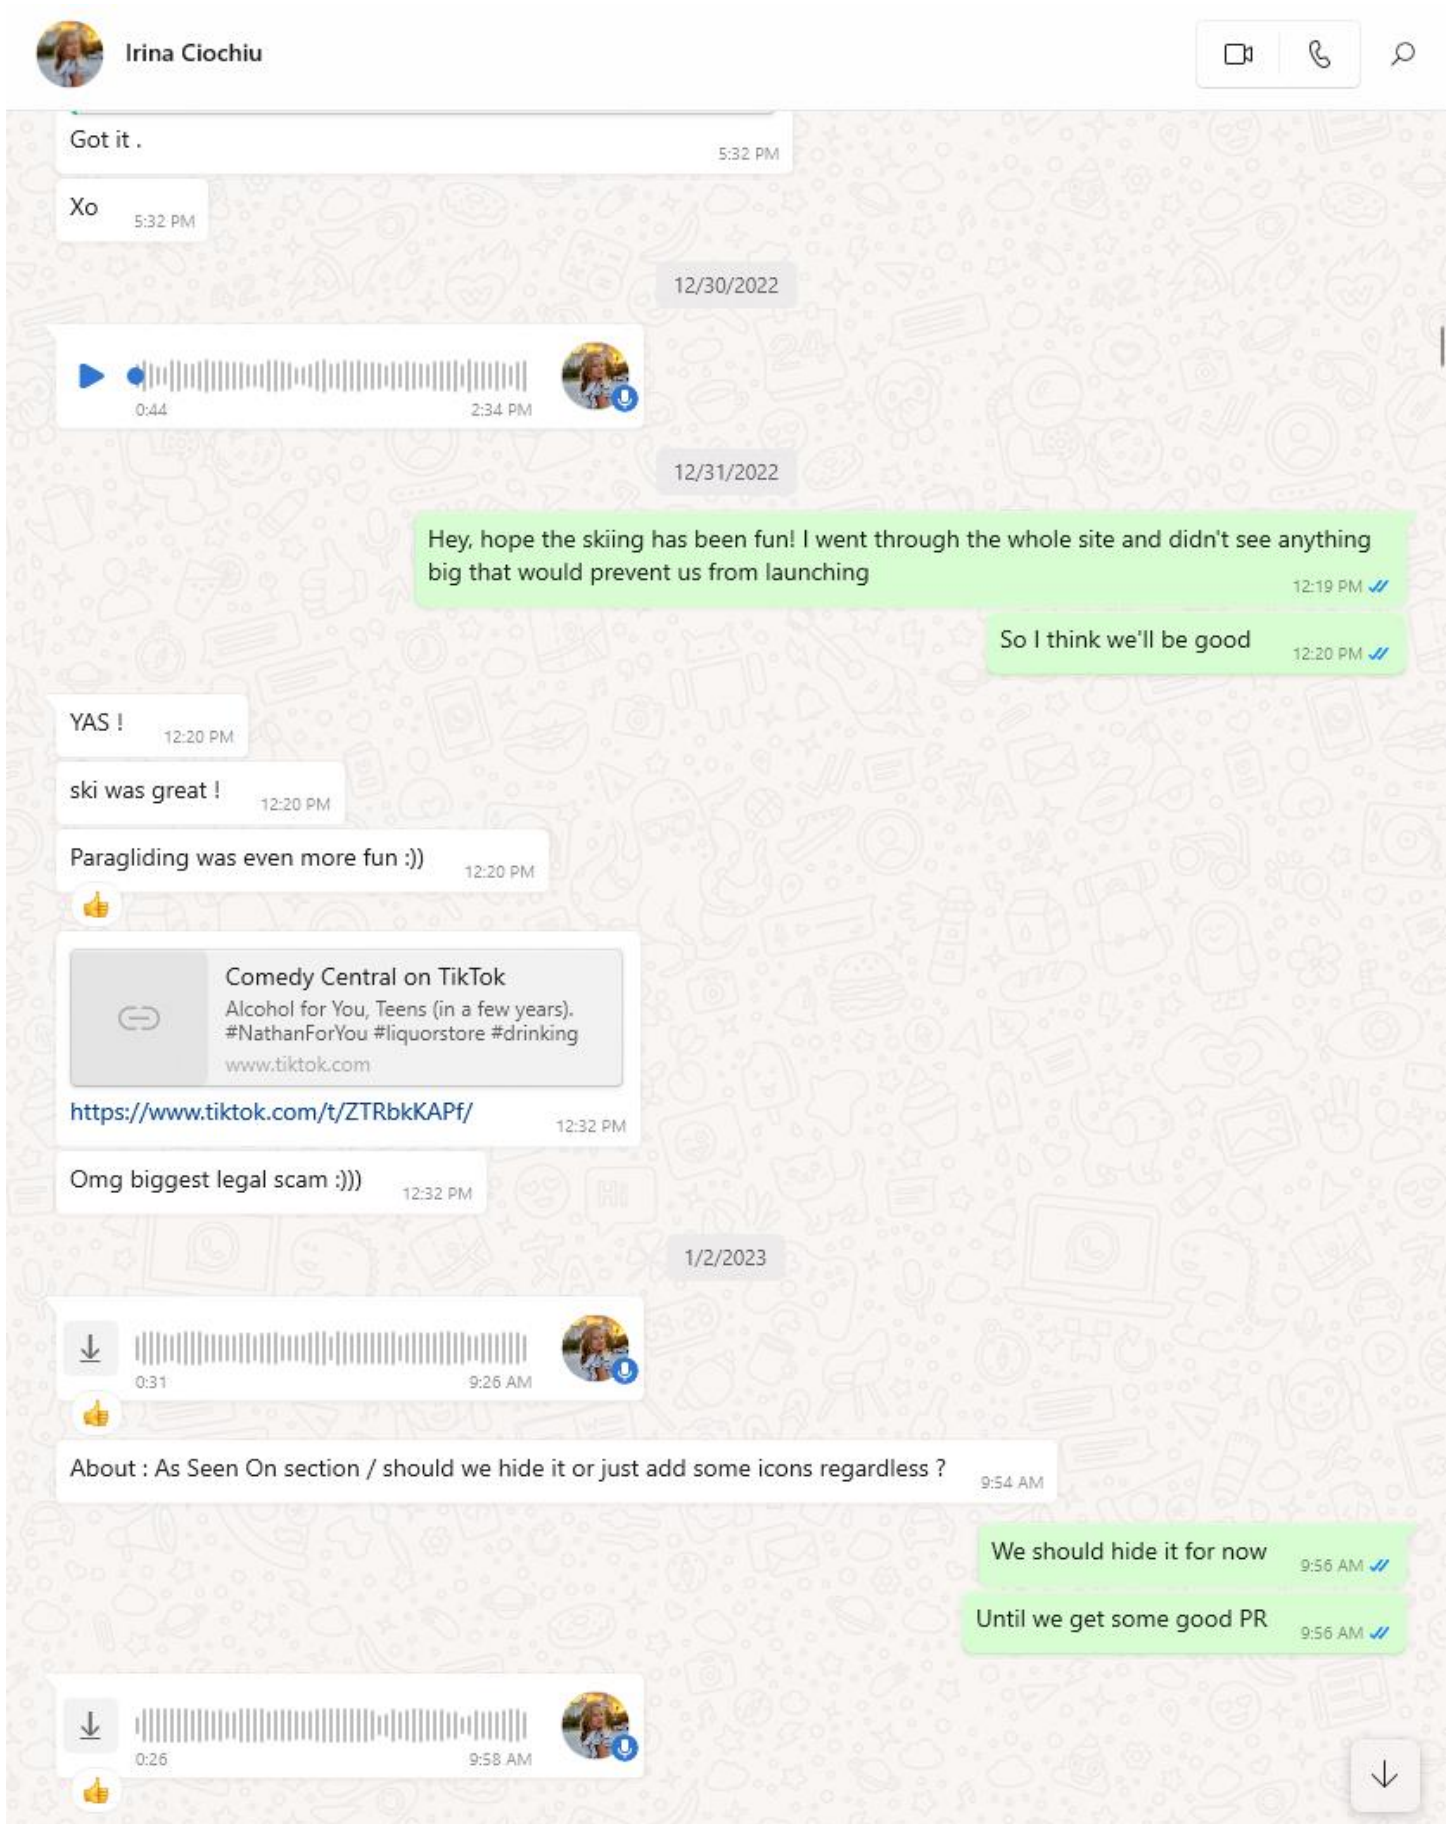 Irina Ciochiu
Got it .
5:32 PM
Xo
5:32 PM
12/30/2022
0:44
2:34 PM
12/31/2022
Hey, hope the skiing has been fun! I went through the whole site and didn't see anything
big that would prevent us from launching
12:19 PM
So I think we'll be good
12:20 PM
YAS !
12:20 PM
ski was great !
12:20 PM
Paragliding was even more fun :))
12:20 PM
Comedy Central on TikTok
Alcohol for You, Teens (in a few years).
#NathanForYou #liquorstore #drinking
www.tiktok.com
https://www.tiktok.com/t/ZTRbkKAPf/
12:32 PM
Omg biggest legal scam :)))
12:32 PM
1/2/2023
0:31
9:26 AM
About : As Seen On section / should we hide it or just add some icons regardless ?
9:54 AM
We should hide it for now
9:56 AM
Until we get some good PR
9:56 AM
0:26
9:58 AM